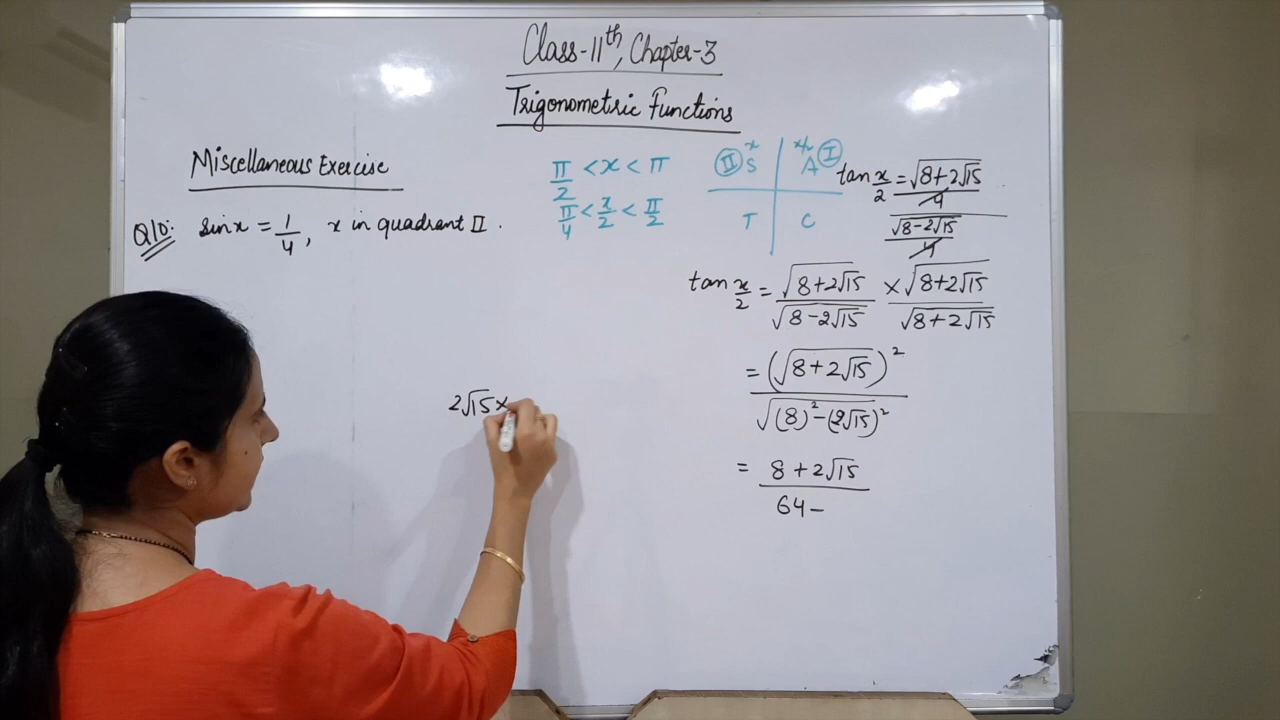 Class-11th, Chapter-3
Trigonometric Functions
Miscellaneous Exercise
Q10: sin x = 1/4, x in quadrant II.
π/2 < x < π
π/4 < x/2 < π/2
II S x
x/2 A I
T C
tan x/2 = √(8+2√15)/4 / √(8-2√15)/4
tan x/2 = √(8+2√15)/√(8-2√15) × √(8+2√15)/√(8+2√15)
= (√(8+2√15))²/√((8)²-(2√15)²)
= 8+2√15/64-
2√15×